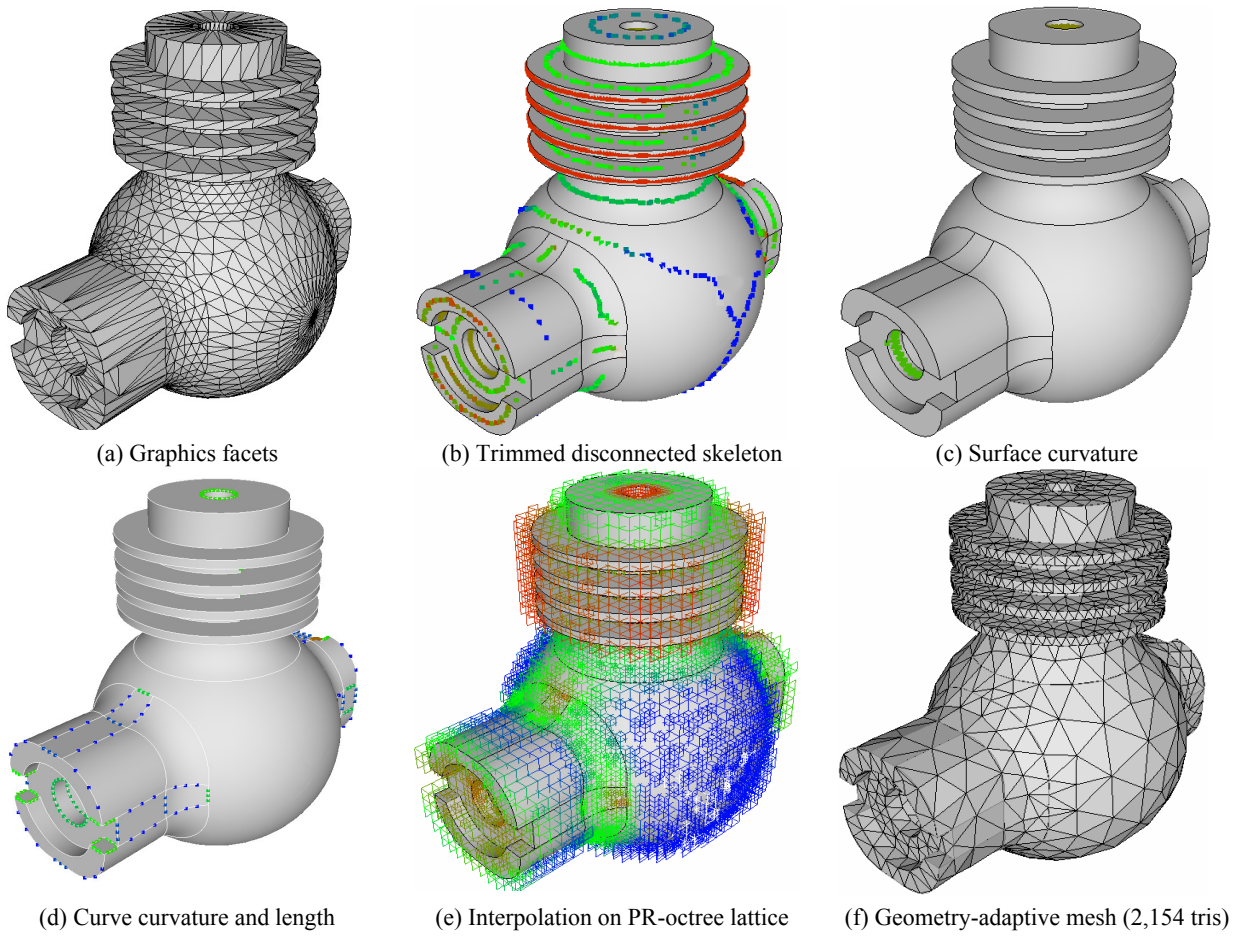 (a) Graphics facets
(b) Trimmed disconnected skeleton
(c) Surface curvature
(d) Curve curvature and length
(e) Interpolation on PR-octree lattice
(f) Geometry-adaptive mesh (2,154 tris)